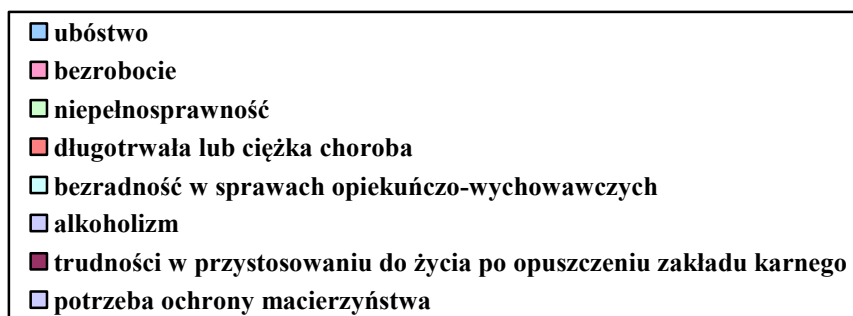 ubóstwo
bezrobocie
niepełnosprawność
długotrwała lub ciężka choroba
bezradność w sprawach opiekuńczo-wychowawczych
alkoholizm
trudności w przystosowaniu do życia po opuszczeniu zakładu karnego
potrzeba ochrony macierzyństwa